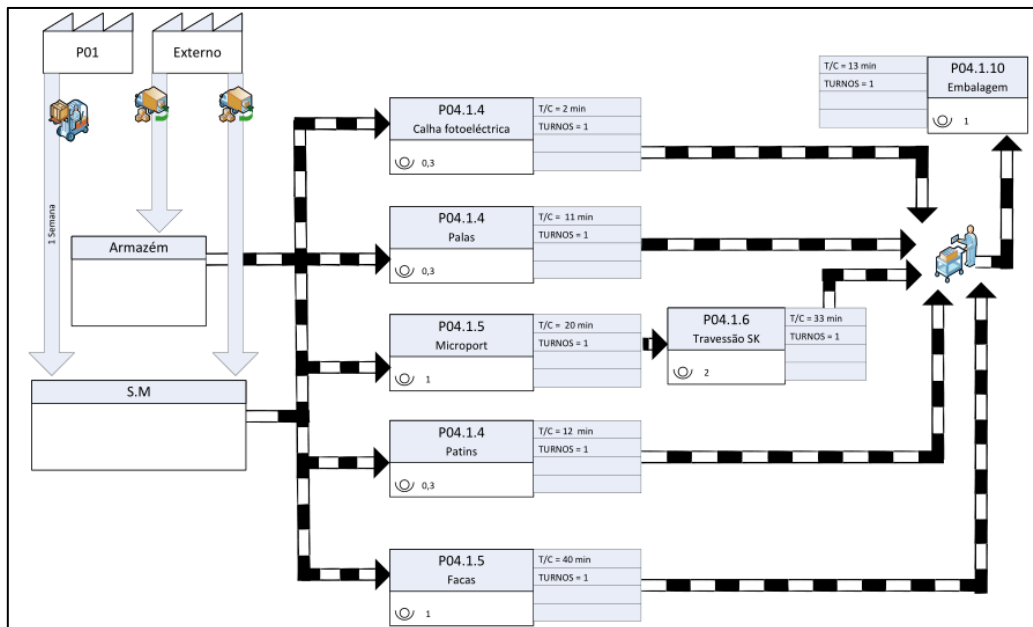 P01
Externo
1 Semana
Armazém
S.M
P04.1.4
Calha fotoeléctrica
0,3
T/C = 2 min
TURNOS = 1
P04.1.4
Palas
0,3
T/C = 11 min
TURNOS = 1
P04.1.5
Microport
1
T/C = 20 min
TURNOS = 1
P04.1.6
Travessão SK
2
T/C = 33 min
TURNOS = 1
P04.1.4
Patins
0,3
T/C = 12 min
TURNOS = 1
P04.1.5
Facas
1
T/C = 40 min
TURNOS = 1
T/C = 13 min
TURNOS = 1
P04.1.10
Embalagem
1